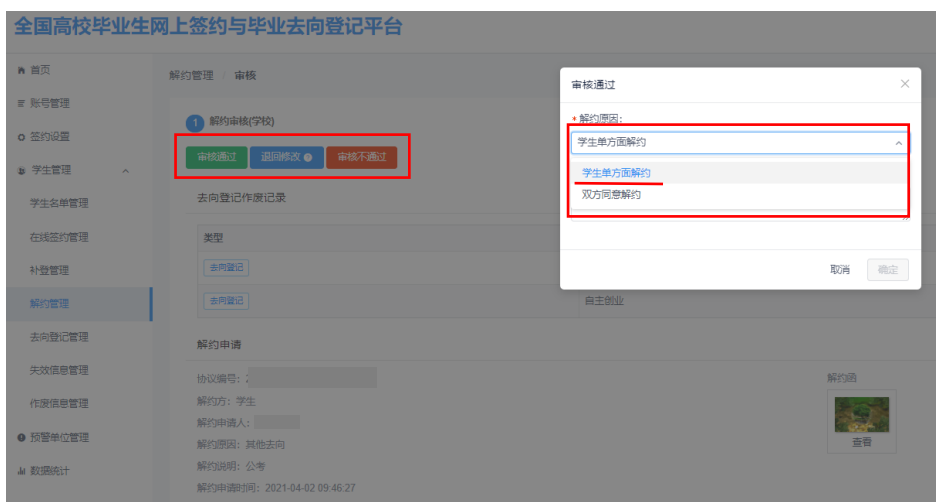 全国高校毕业生网上签约与毕业去向登记平台
首页
账号管理
签约设置
学生管理
学生名单管理
在线签约管理
补登管理
解约管理
去向登记管理
失效信息管理
作废信息管理
预警单位管理
数据统计
解约管理 / 审核
1 解约审核(学校)
审核通过 退回修改 审核不通过
去向登记作废记录
类型
去向登记
去向登记 自主创业
解约申请
协议编号:
解约方: 学生
解约申请人:
解约原因: 其他去向
解约说明: 公考
解约申请时间: 2021-04-02 09:46:27
解约函
查看
审核通过
* 解约原因:
学生单方面解约
学生单方面解约
双方同意解约
取消 确定